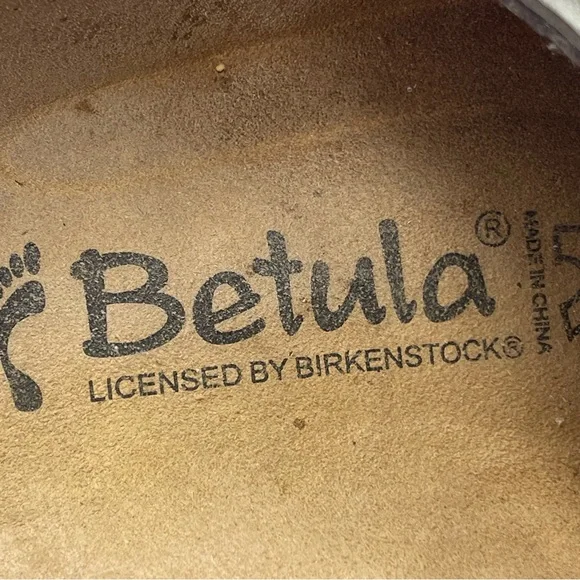 Betula®
LICENSED BY BIRKENSTOCK®
MADE IN CHINA